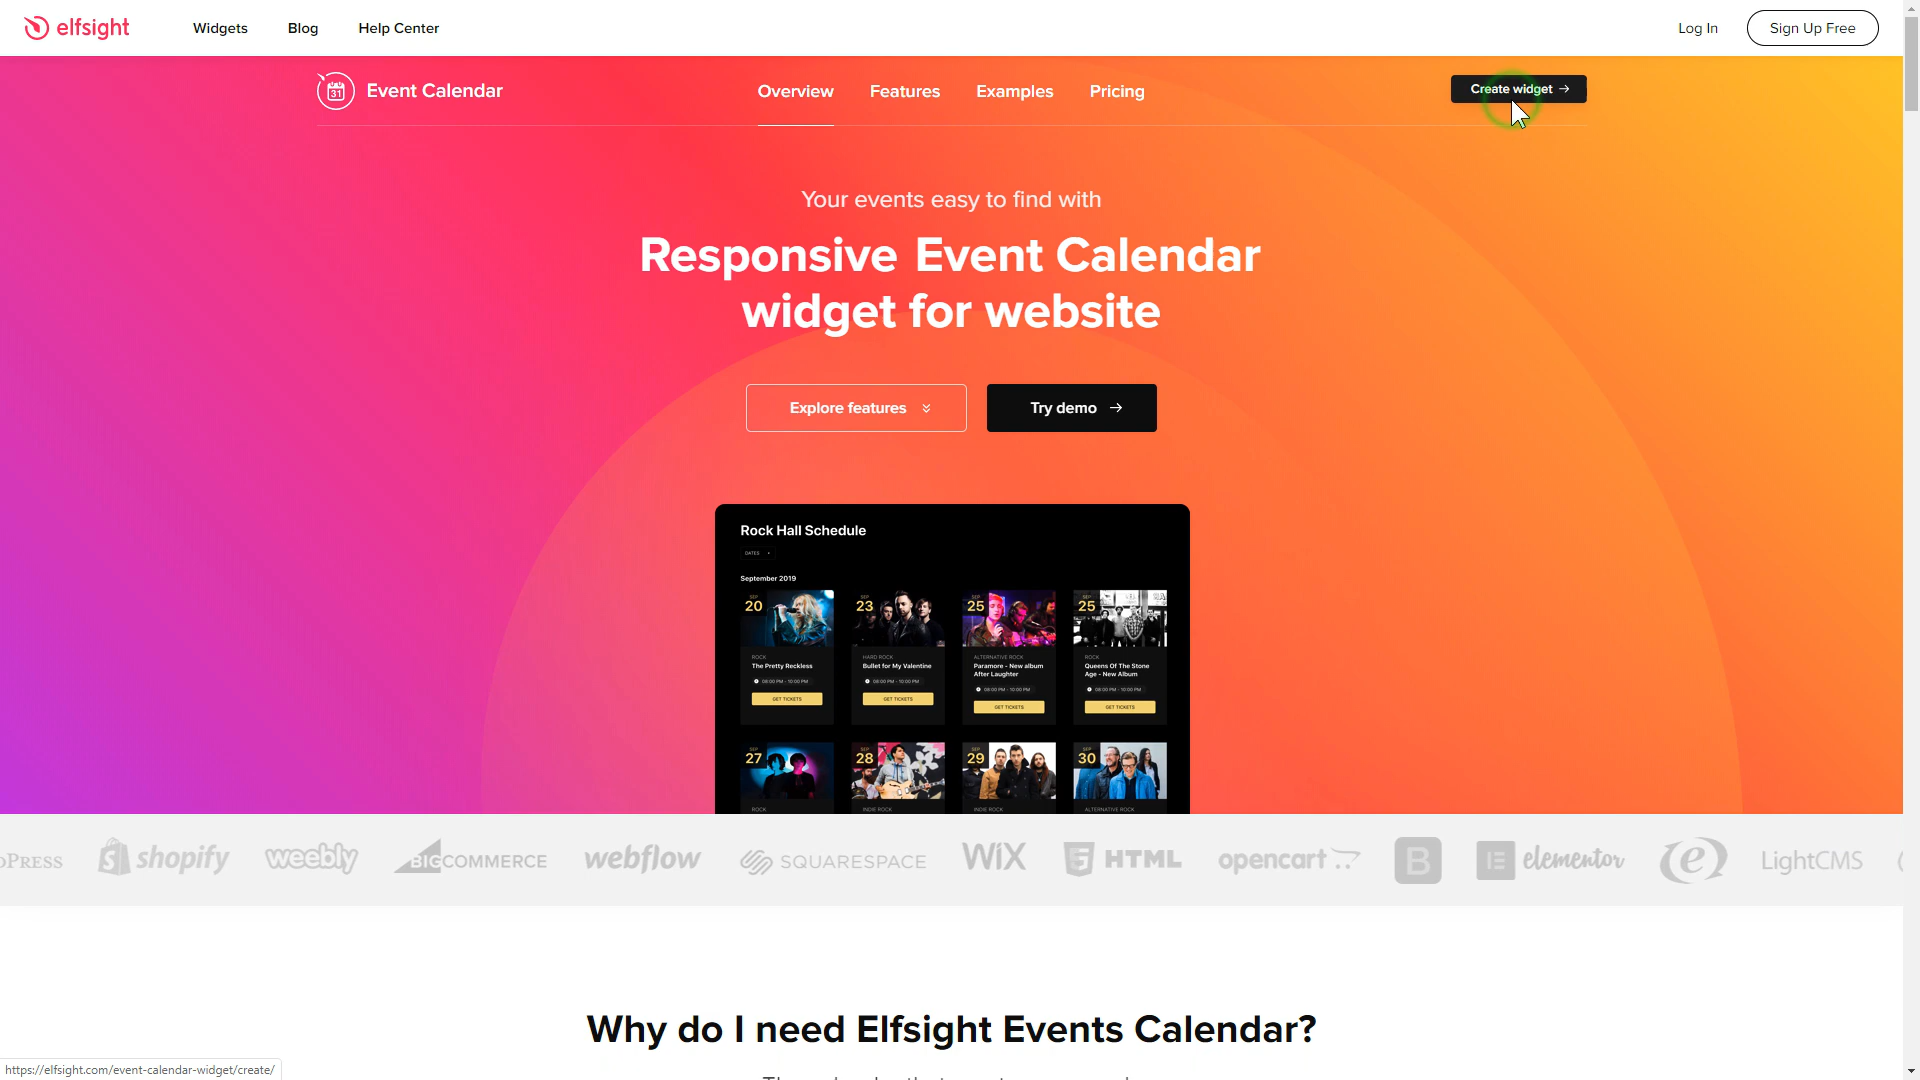 elfsight
Widgets
Blog
Help Center
Log In
Sign Up Free
31
Event Calendar
Overview
Features
Examples
Pricing
Create widget →
Your events easy to find with
Responsive Event Calendar
widget for website
Explore features
Try demo →
Rock Hall Schedule
DATES
September 2019
SEP
20
SEP
23
SEP
25
SEP
25
ROCK
The Pretty Reckless
08:00 PM - 10:00 PM
GET TICKETS
HARD ROCK
Bullet for My Valentine
08:00 PM - 10:00 PM
GET TICKETS
ALTERNATIVE ROCK
Paramore - New album
After Laughter
08:00 PM - 10:00 PM
GET TICKETS
ROCK
Queens Of The Stone
Age - New Album
08:00 PM - 10:00 PM
GET TICKETS
SEP
27
SEP
28
SEP
29
SEP
30
ROCK
INDIE ROCK
INDIE ROCK
ALTERNATIVE ROCK
PRESS
shopify
weebly
BIGCOMMERCE
webflow
SQUARESPACE
WiX
5 HTML
opencart
B
elementor
e
LightCMS
Why do I need Elfsight Events Calendar?
https://elfsight.com/event-calendar-widget/create/